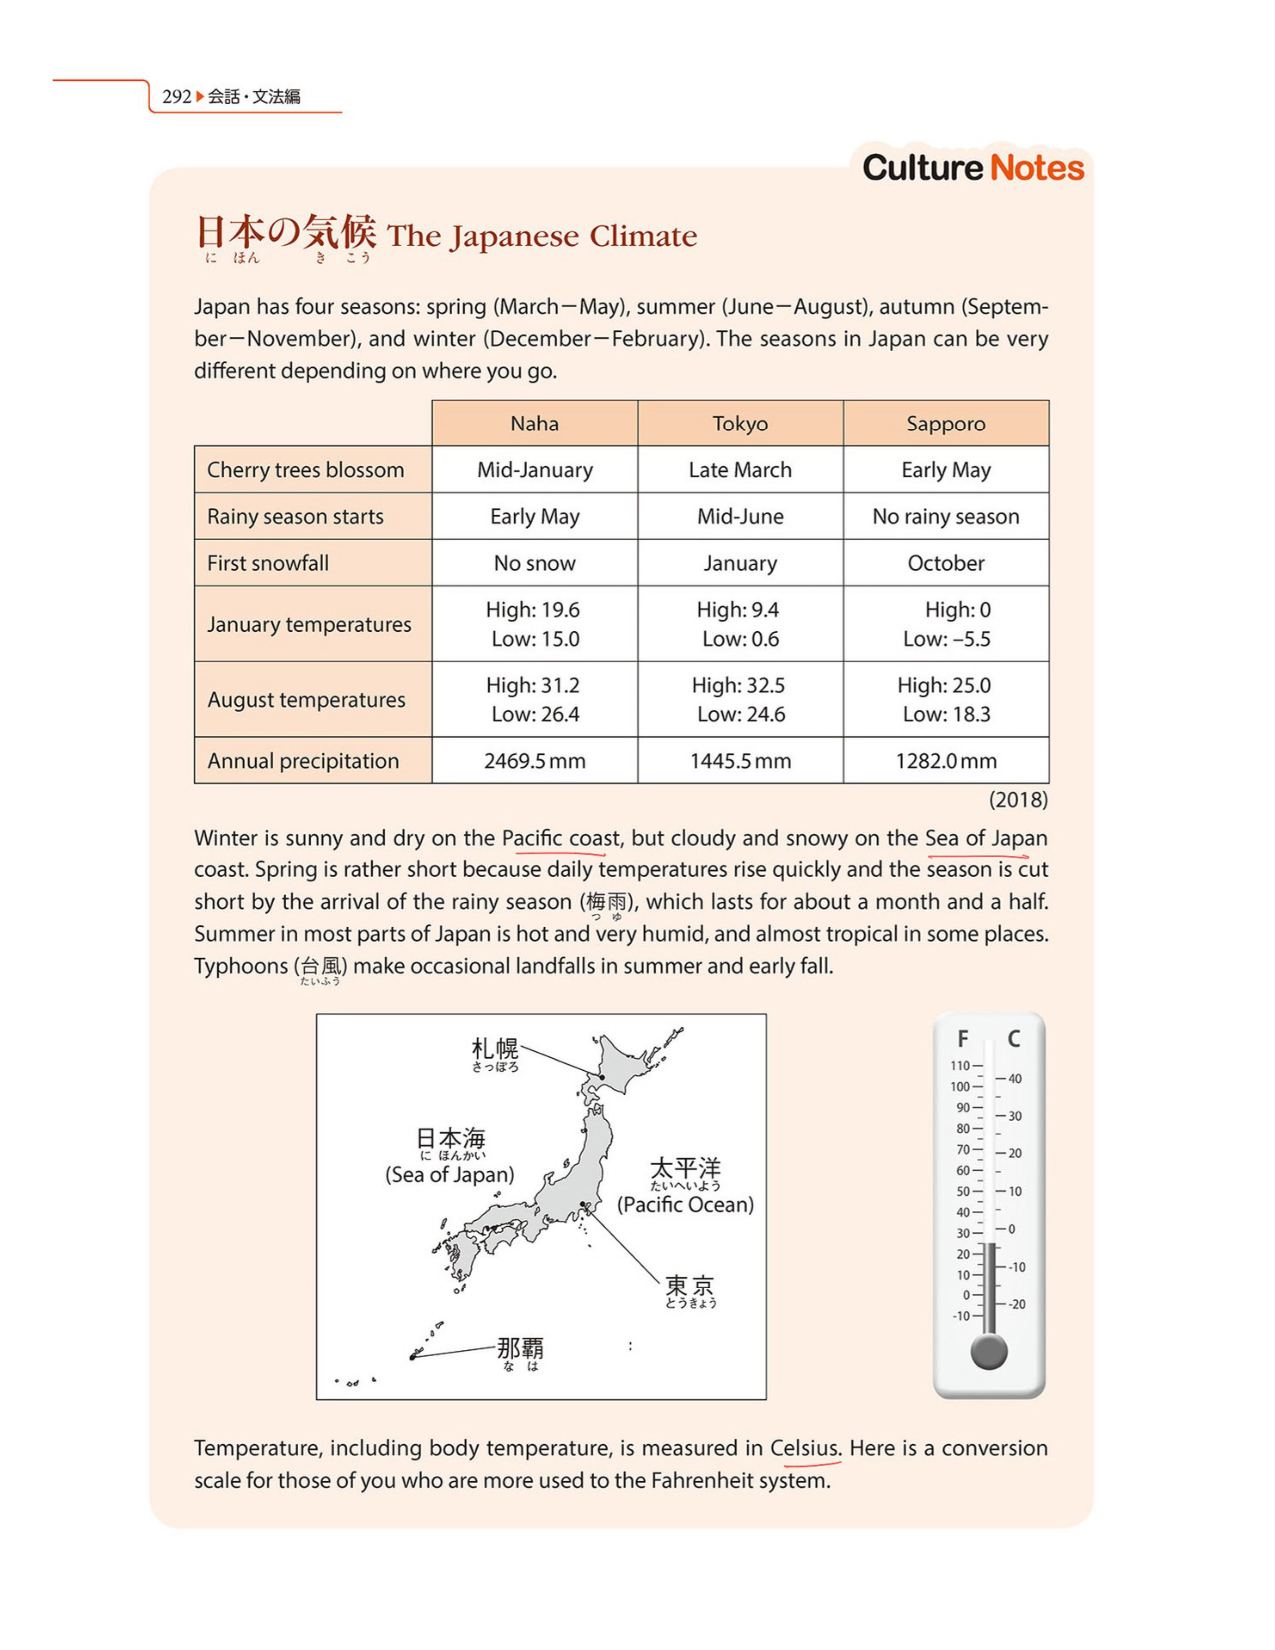 292▶会話・文法編
Culture Notes
日本の気候 The Japanese Climate
に ほん き こう
Japan has four seasons: spring (March－May), summer (June－August), autumn (Septem-
ber－November), and winter (December－February). The seasons in Japan can be very
different depending on where you go.
Naha Tokyo Sapporo
Cherry trees blossom Mid-January Late March Early May
Rainy season starts Early May Mid-June No rainy season
First snowfall No snow January October
January temperatures High: 19.6 Low: 15.0 High: 9.4 Low: 0.6 High: 0 Low: –5.5
August temperatures High: 31.2 Low: 26.4 High: 32.5 Low: 24.6 High: 25.0 Low: 18.3
Annual precipitation 2469.5 mm 1445.5 mm 1282.0 mm
(2018)
Winter is sunny and dry on the Pacific coast, but cloudy and snowy on the Sea of Japan
coast. Spring is rather short because daily temperatures rise quickly and the season is cut
short by the arrival of the rainy season (梅雨), which lasts for about a month and a half.
つ ゆ
Summer in most parts of Japan is hot and very humid, and almost tropical in some places.
Typhoons (台風) make occasional landfalls in summer and early fall.
たいふう
札幌
さっぽろ
日本海
に ほんかい
(Sea of Japan)
太平洋
たいへいよう
(Pacific Ocean)
東京
とうきょう
那覇
な は
F C
110
40
100
90
30
80
70
20
60
50
10
40
0
30
20
-10
10
0
-20
-10
Temperature, including body temperature, is measured in Celsius. Here is a conversion
scale for those of you who are more used to the Fahrenheit system.